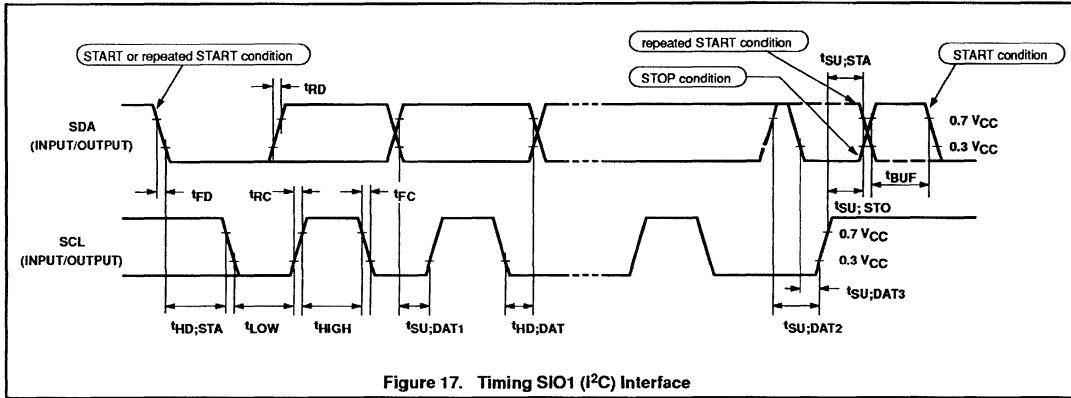 START or repeated START condition
repeated START condition
START condition
tSU;STA
STOP condition
tRD
SDA
(INPUT/OUTPUT)
0.7 VCC
0.3 VCC
tFD
tRC
tFC
tBUF
tSU; STO
SCL
(INPUT/OUTPUT)
0.7 VCC
0.3 VCC
tSU;DAT3
tHD;STA
tLOW
tHIGH
tSU;DAT1
tHD;DAT
tSU;DAT2
Figure 17. Timing SIO1 (I²C) Interface